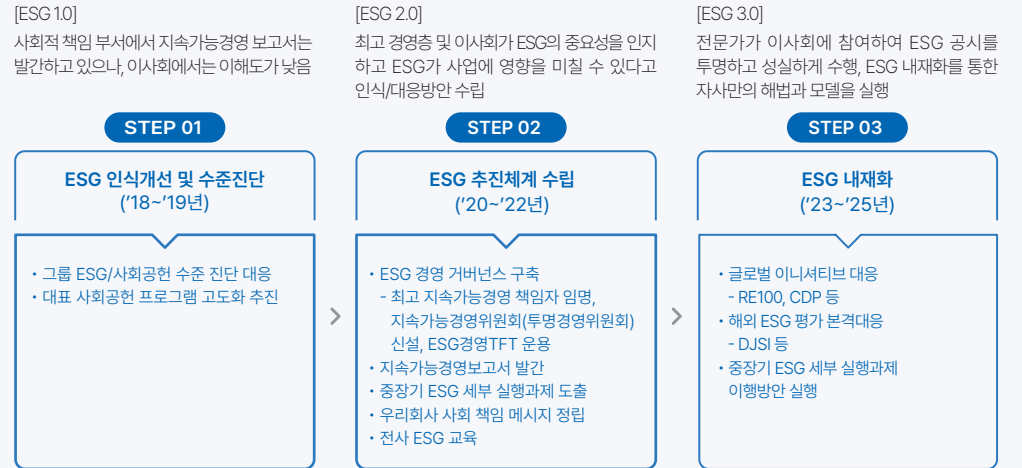 [ESG 1.0]
사회적 책임 부서에서 지속가능경영 보고서는
발간하고 있으나, 이사회에서는 이해도가 낮음
STEP 01
ESG 인식개선 및 수준진단
(’18~’19년)
• 그룹 ESG/사회공헌 수준 진단 대응
• 대표 사회공헌 프로그램 고도화 추진
[ESG 2.0]
최고 경영층 및 이사회가 ESG의 중요성을 인지
하고 ESG가 사업에 영향을 미칠 수 있다고
인식/대응방안 수립
STEP 02
ESG 추진체계 수립
(’20~’22년)
• ESG 경영 거버넌스 구축
- 최고 지속가능경영 책임자 임명,
지속가능경영위원회(투명경영위원회)
신설, ESG경영TFT 운용
• 지속가능경영보고서 발간
• 중장기 ESG 세부 실행과제 도출
• 우리회사 사회 책임 메시지 정립
• 전사 ESG 교육
[ESG 3.0]
전문가가 이사회에 참여하여 ESG 공시를
투명하고 성실하게 수행, ESG 내재화를 통한
자사만의 해법과 모델을 실행
STEP 03
ESG 내재화
(’23~’25년)
• 글로벌 이니셔티브 대응
- RE100, CDP 등
• 해외 ESG 평가 본격대응
- DJSI 등
• 중장기 ESG 세부 실행과제
이행방안 실행